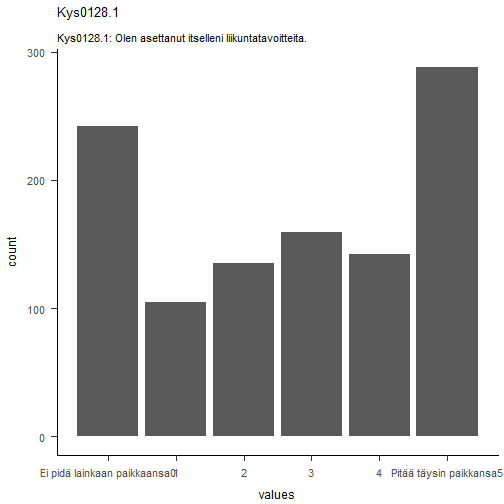 Kys0128.1
Kys0128.1: Olen asettanut itselleni liikuntatavoitteita.
300
200
100
0
count
Ei pidä lainkaan paikkaansa0 1 2 3 4 Pitää täysin paikkansa5
values